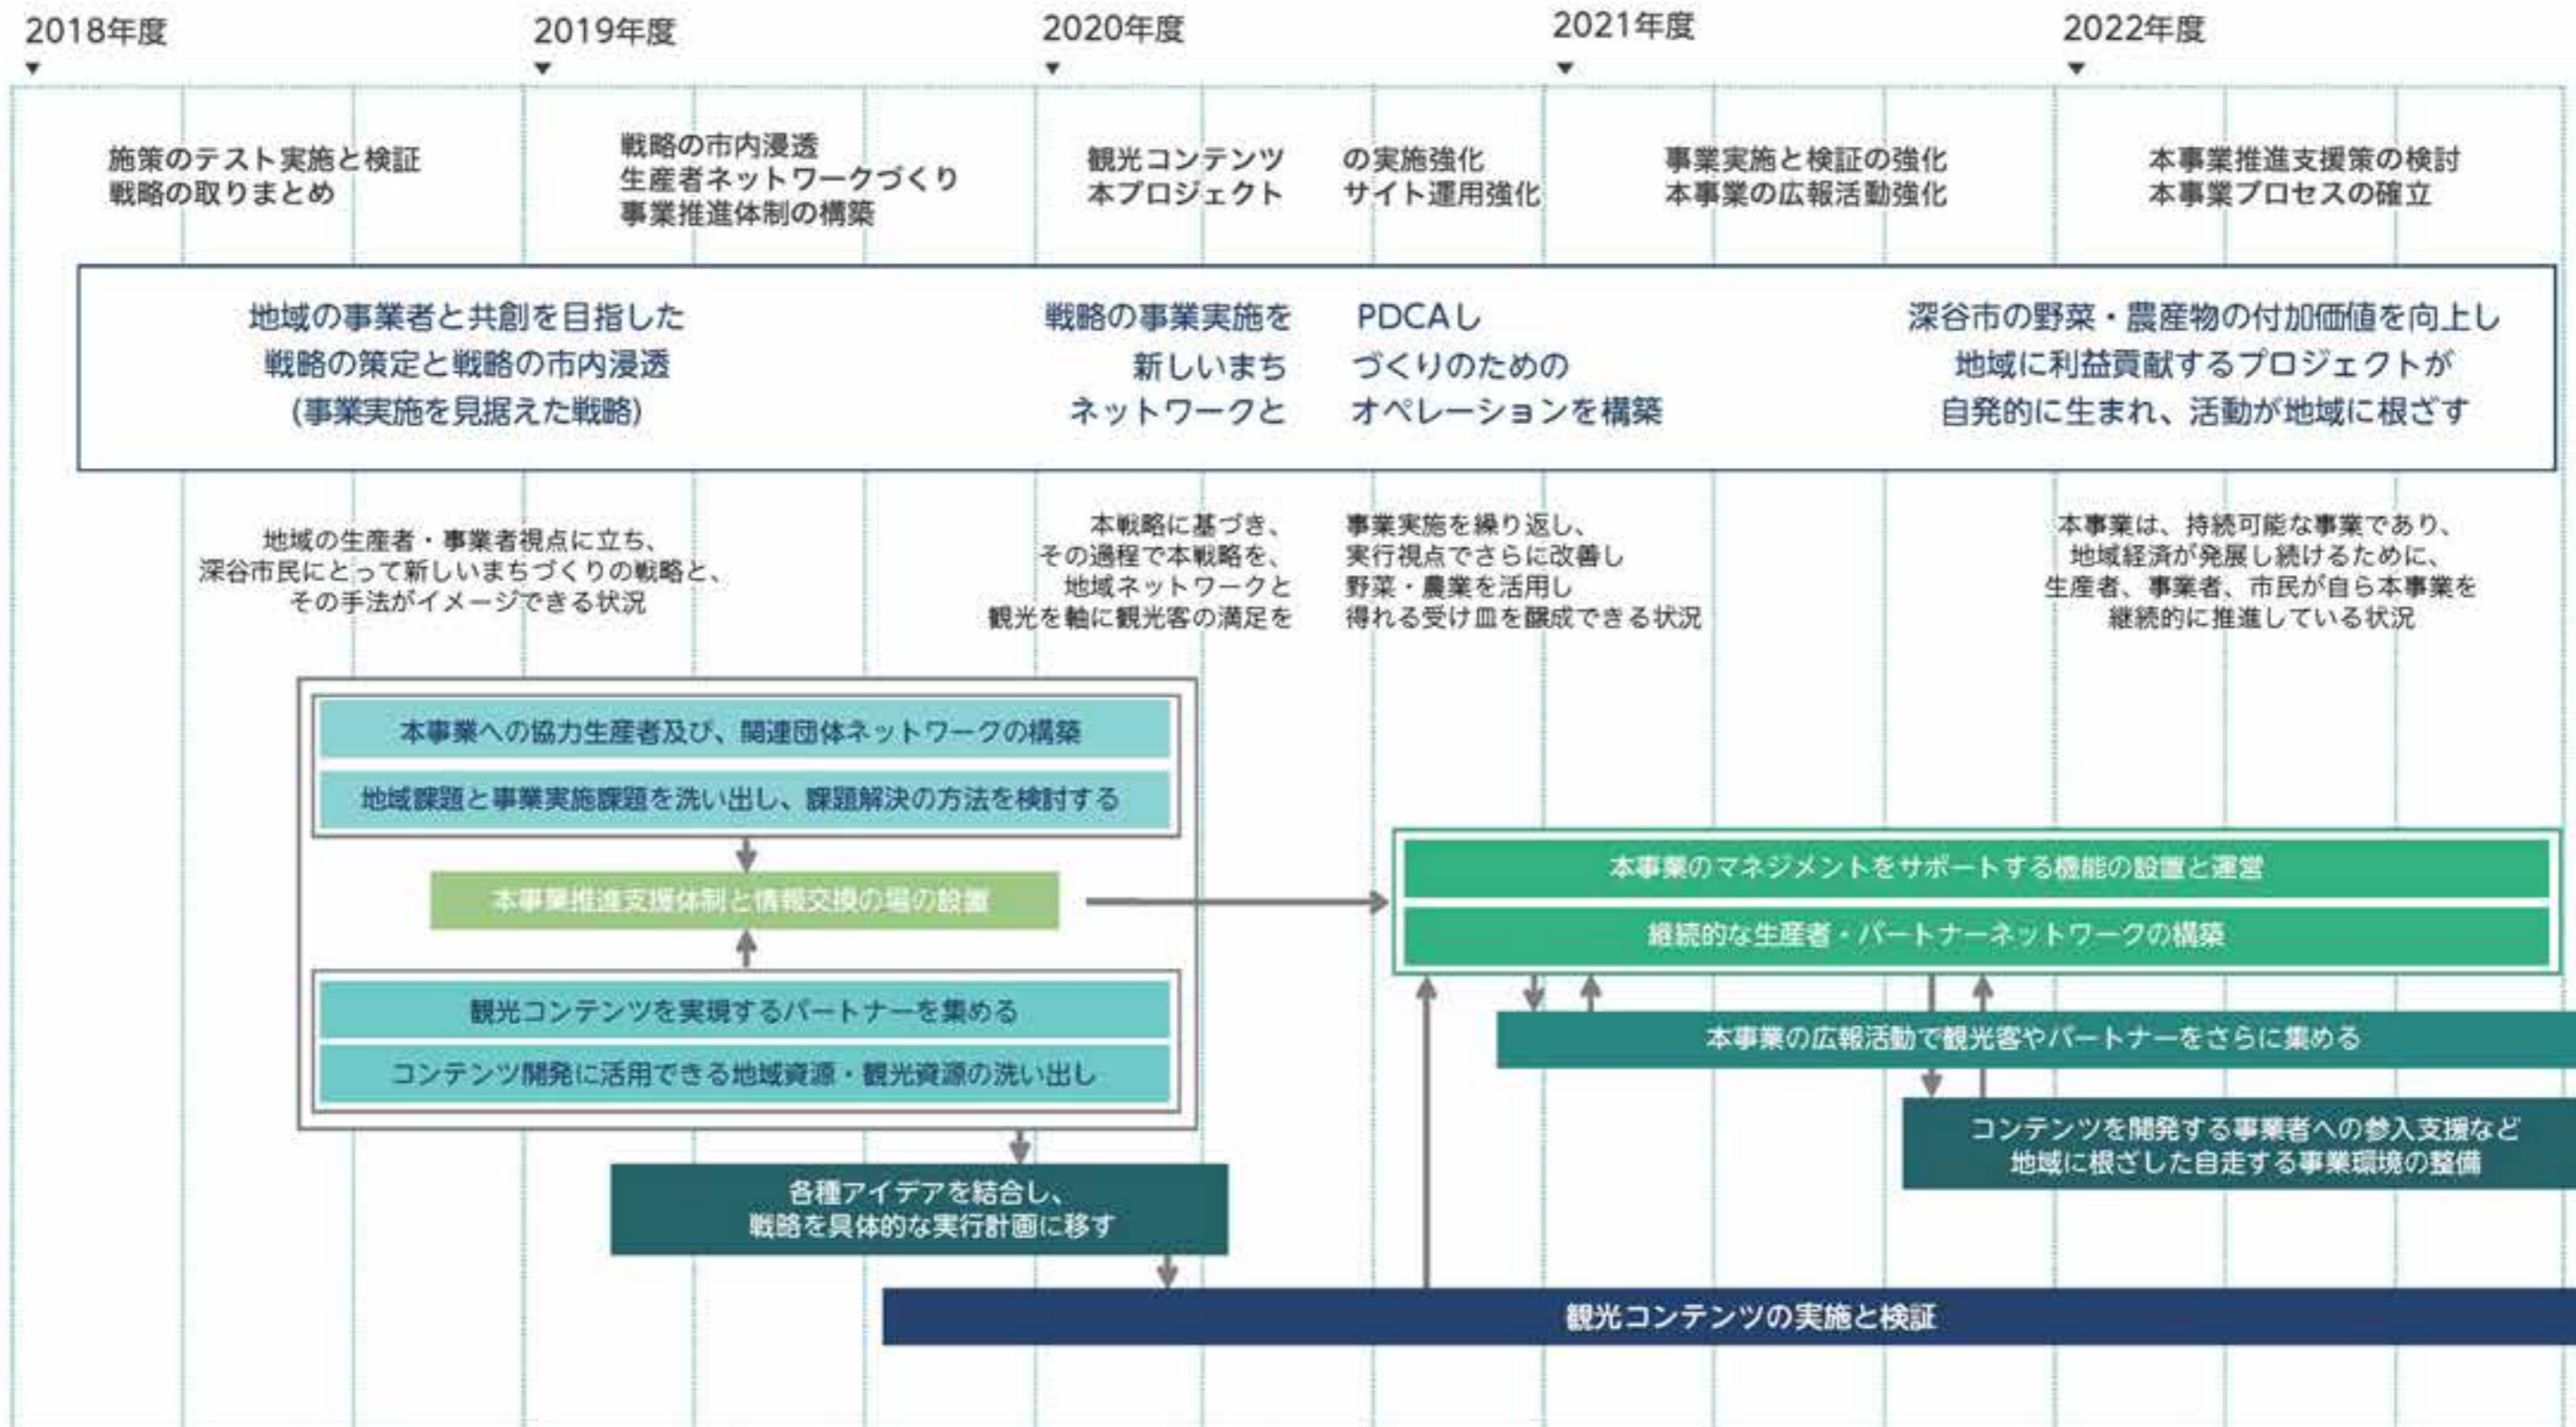 2018年度
2019年度
2020年度
2021年度
2022年度
施策のテスト実施と検証
戦略の取りまとめ
戦略の市内浸透
生産者ネットワークづくり
事業推進体制の構築
観光コンテンツ の実施強化
本プロジェクト サイト運用強化
事業実施と検証の強化
本事業の広報活動強化
本事業推進支援策の検討
本事業プロセスの確立
地域の事業者と共創を目指した
戦略の策定と戦略の市内浸透
(事業実施を見据えた戦略)
戦略の事業実施を PDCAし
新しいまち づくりのための
ネットワークと オペレーションを構築
深谷市の野菜・農産物の付加価値を向上し
地域に利益貢献するプロジェクトが
自発的に生まれ、活動が地域に根ざす
地域の生産者・事業者視点に立ち、
深谷市民にとって新しいまちづくりの戦略と、
その手法がイメージできる状況
本戦略に基づき、 事業実施を繰り返し、
その過程で本戦略を、 実行視点でさらに改善し
地域ネットワークと 野菜・農業を活用し
観光を軸に観光客の満足を 得れる受け皿を醸成できる状況
本事業は、持続可能な事業であり、
地域経済が発展し続けるために、
生産者、事業者、市民が自ら本事業を
継続的に推進している状況
本事業への協力生産者及び、関連団体ネットワークの構築
地域課題と事業実施課題を洗い出し、課題解決の方法を検討する
本事業推進支援体制と情報交換の場の設置
観光コンテンツを実現するパートナーを集める
コンテンツ開発に活用できる地域資源・観光資源の洗い出し
各種アイデアを結合し、
戦略を具体的な実行計画に移す
本事業のマネジメントをサポートする機能の設置と運営
継続的な生産者・パートナーネットワークの構築
本事業の広報活動で観光客やパートナーをさらに集める
コンテンツを開発する事業者への参入支援など
地域に根ざした自走する事業環境の整備
観光コンテンツの実施と検証